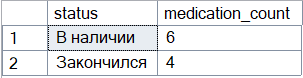 status medication_count
1 В наличии 6
2 Закончился 4